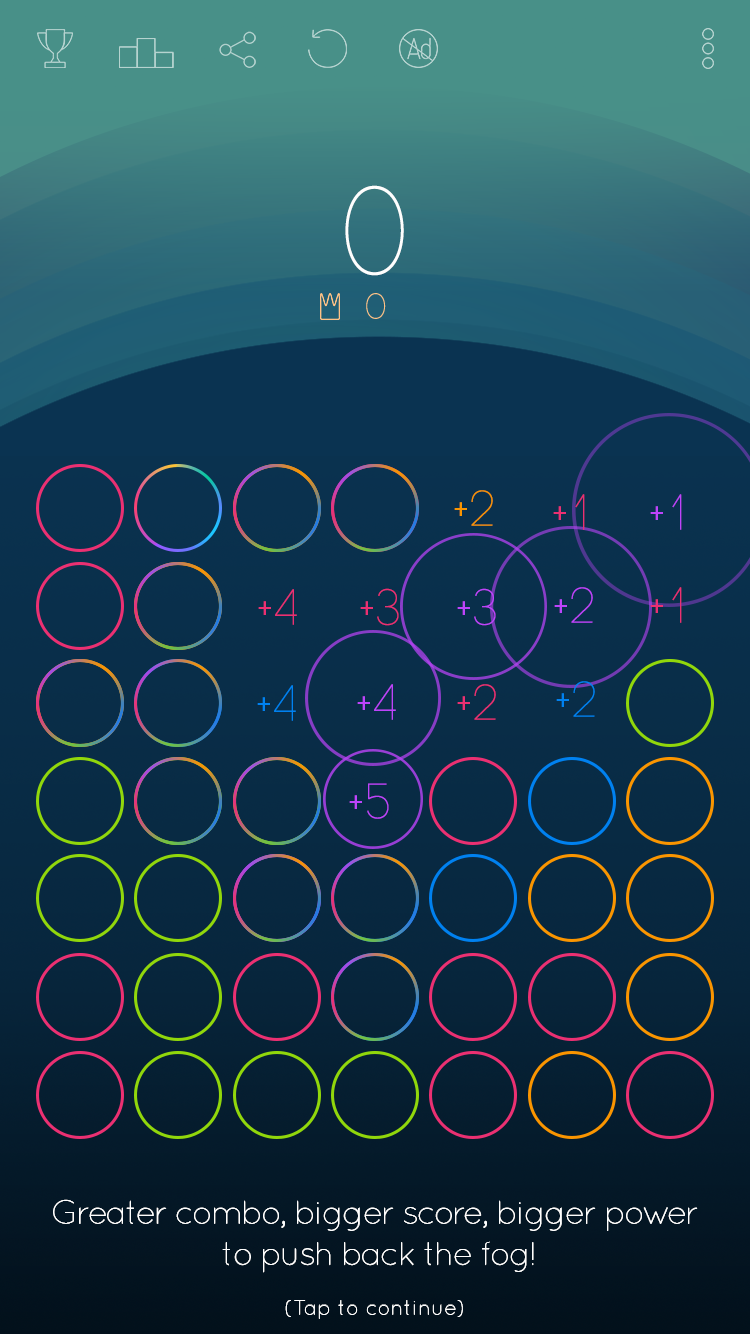 Ad
0
0
+2 +1 +1
+4 +3 +3 +2 +1
+4 +4 +2 +2
+5
Greater combo, bigger score, bigger power
to push back the fog!
(Tap to continue)